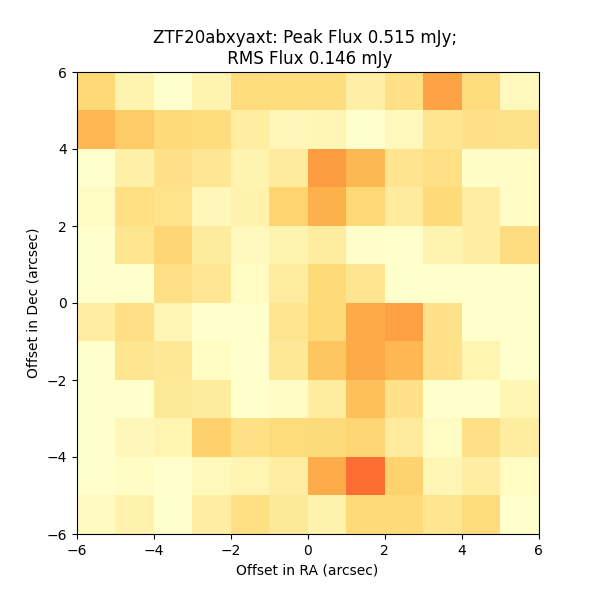 ZTF20abxyaxt: Peak Flux 0.515 mJy;
RMS Flux 0.146 mJy
6
4
2
0
−2
−4
−6
Offset in Dec (arcsec)
−6 −4 −2 0 2 4 6
Offset in RA (arcsec)